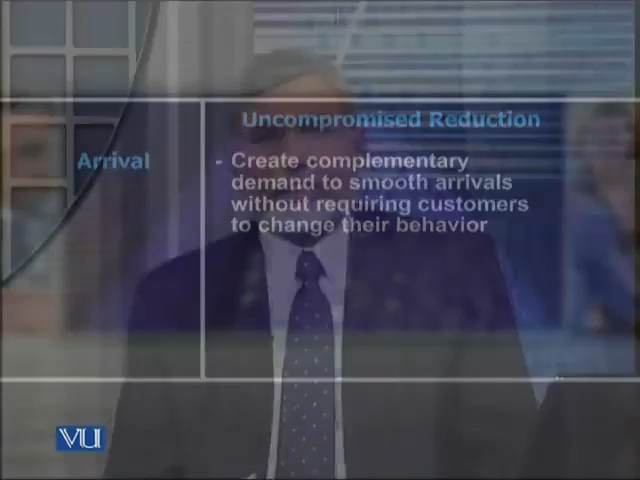 Uncompromised Reduction
Arrival
- Create complementary
demand to smooth arrivals
without requiring customers
to change their behavior
VU